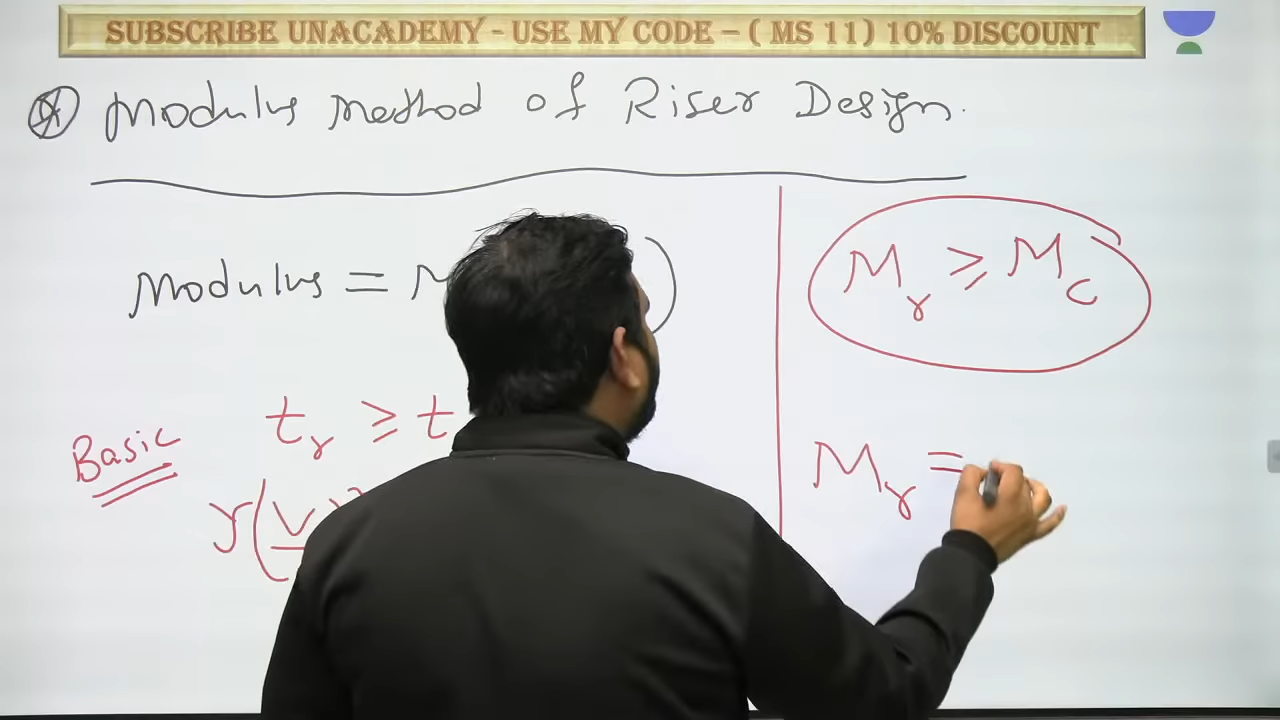 SUBSCRIBE UNACADEMY - USE MY CODE – ( MS 11) 10% DISCOUNT
Modulus Method of Riser Design.
Modulus = M )
Mr ≥ Mc
Basic
tr ≥ t
γ(V
Mr =